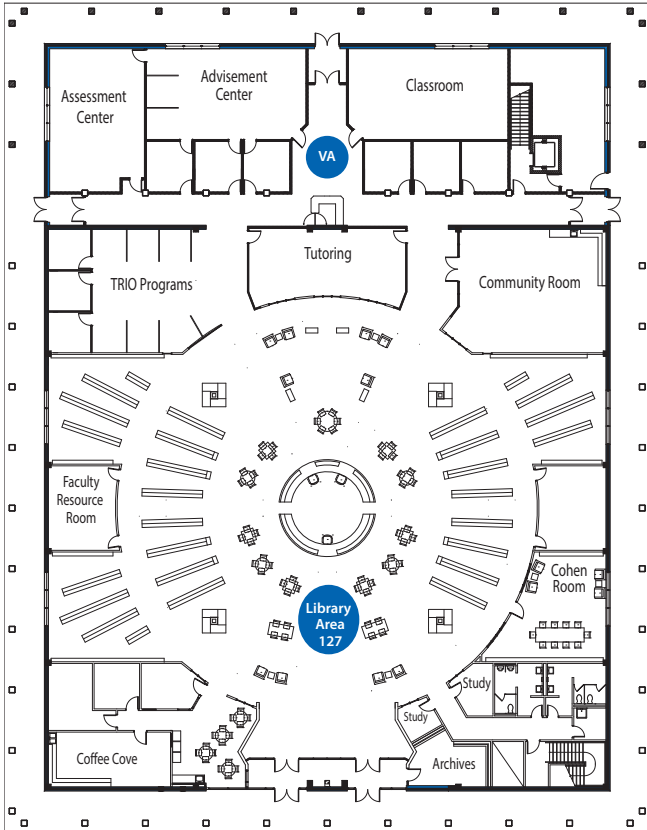 Assessment
Center
Advisement
Center
Classroom
VA
TRIO Programs
Tutoring
Community Room
Faculty
Resource
Room
Library
Area
127
Cohen
Room
Study
Study
Coffee Cove
Archives